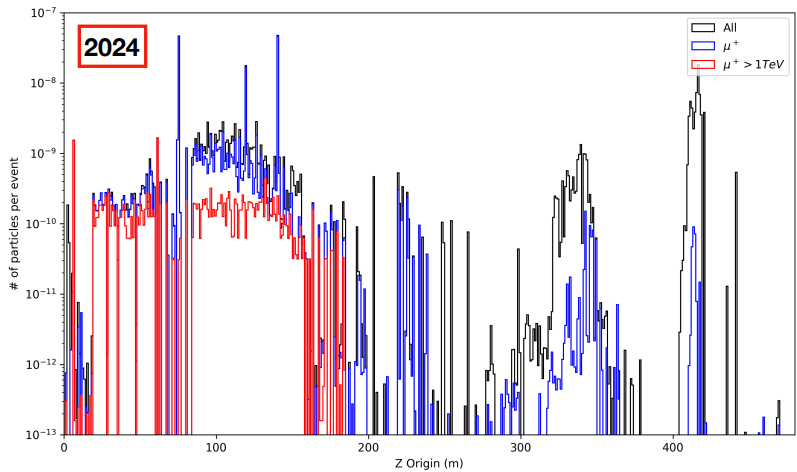 2024
All
μ⁺
μ⁺ > 1TeV
10⁻⁷
10⁻⁸
10⁻⁹
10⁻¹⁰
10⁻¹¹
10⁻¹²
10⁻¹³
# of particles per event
0 100 200 300 400
Z Origin (m)